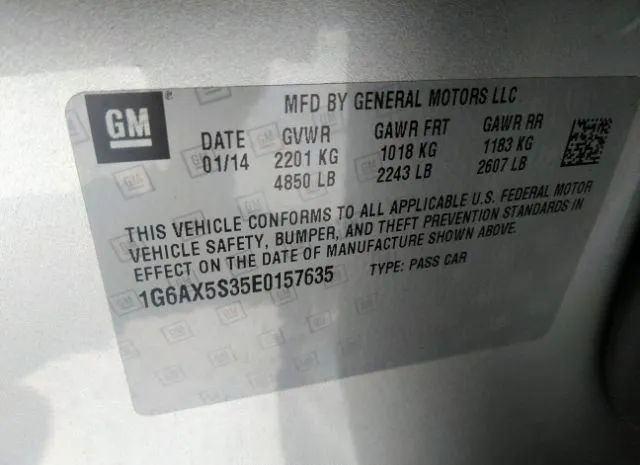 GM
MFD BY GENERAL MOTORS LLC
DATE GVWR GAWR FRT GAWR RR
01/14 2201 KG 1018 KG 1183 KG
4850 LB 2243 LB 2607 LB
THIS VEHICLE CONFORMS TO ALL APPLICABLE U.S. FEDERAL MOTOR
VEHICLE SAFETY, BUMPER, AND THEFT PREVENTION STANDARDS IN
EFFECT ON THE DATE OF MANUFACTURE SHOWN ABOVE.
1G6AX5S35E0157635 TYPE: PASS CAR